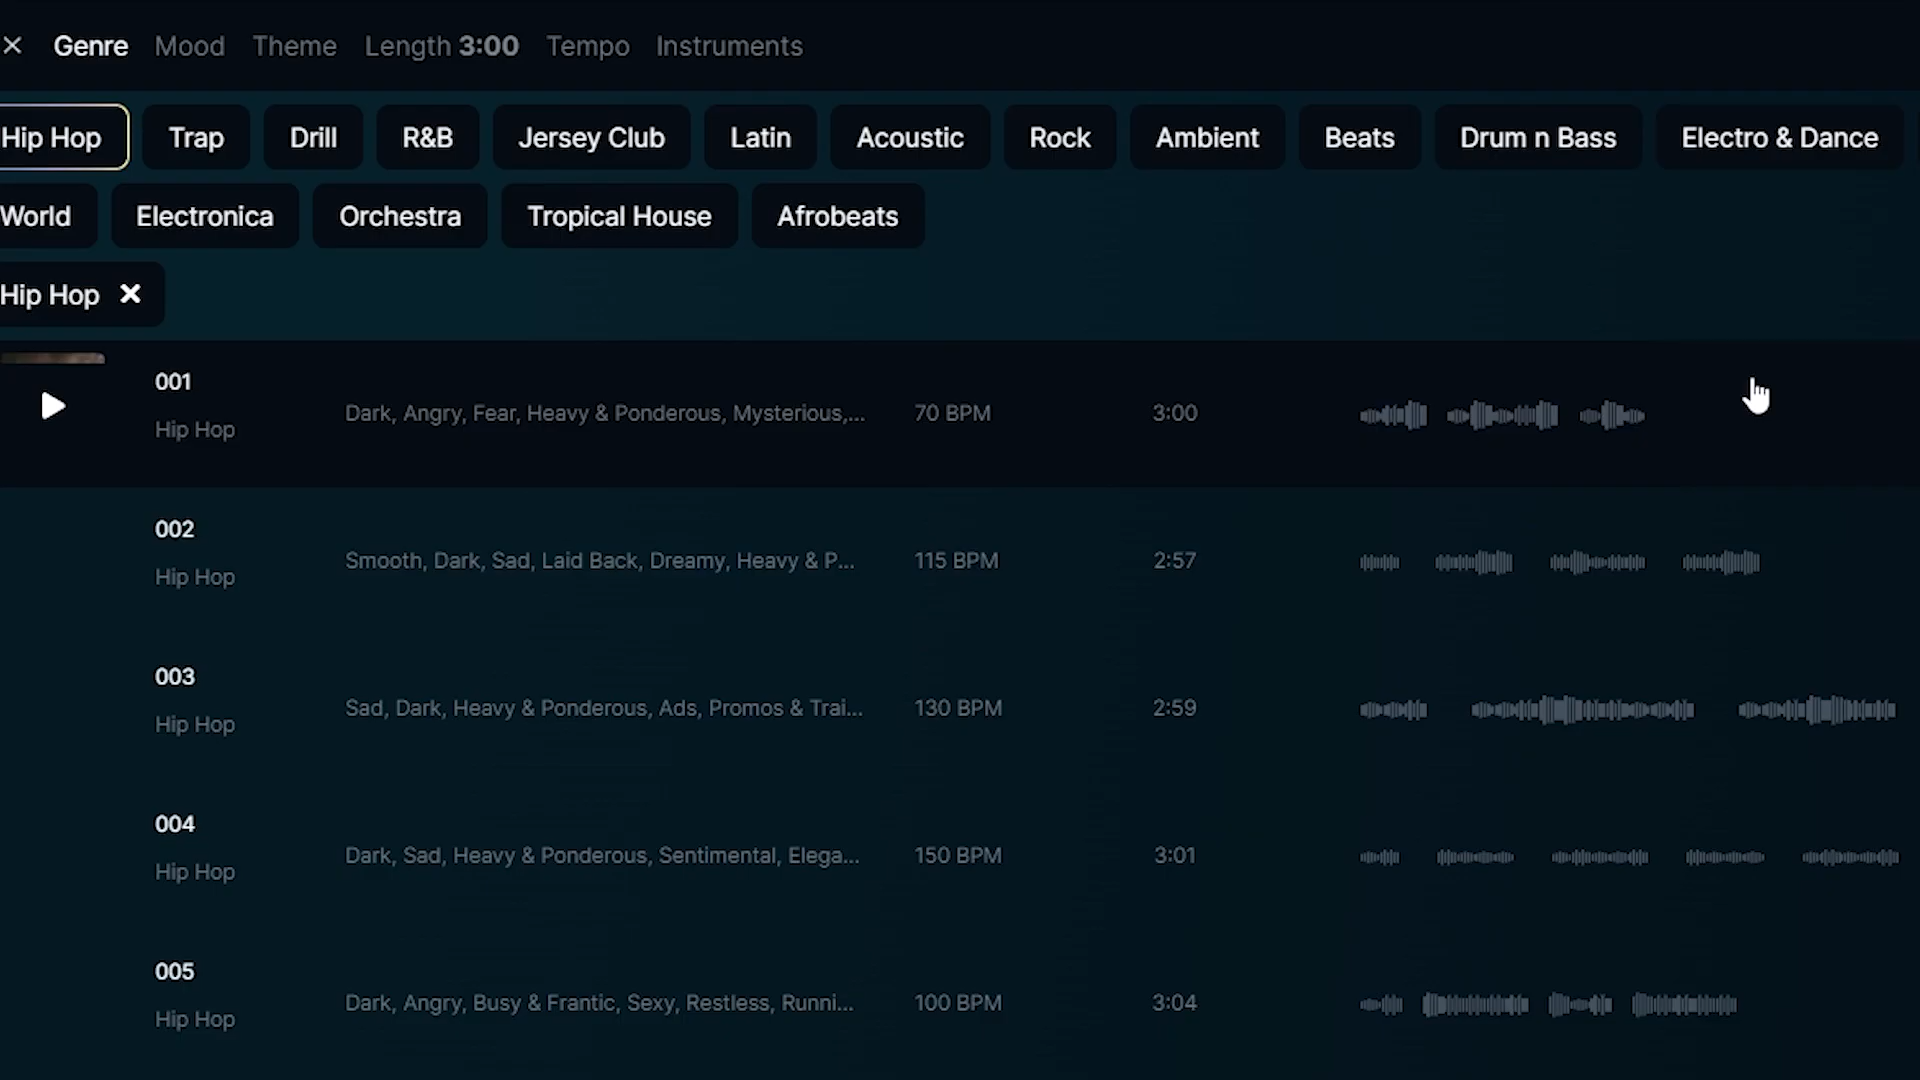 Genre Mood Theme Length 3:00 Tempo Instruments
Hip Hop Trap Drill R&B Jersey Club Latin Acoustic Rock Ambient Beats Drum n Bass Electro & Dance
World Electronica Orchestra Tropical House Afrobeats
Hip Hop
001
Hip Hop
Dark, Angry, Fear, Heavy & Ponderous, Mysterious,... 70 BPM 3:00
002
Hip Hop
Smooth, Dark, Sad, Laid Back, Dreamy, Heavy & P... 115 BPM 2:57
003
Hip Hop
Sad, Dark, Heavy & Ponderous, Ads, Promos & Trai... 130 BPM 2:59
004
Hip Hop
Dark, Sad, Heavy & Ponderous, Sentimental, Elega... 150 BPM 3:01
005
Hip Hop
Dark, Angry, Busy & Frantic, Sexy, Restless, Runni... 100 BPM 3:04